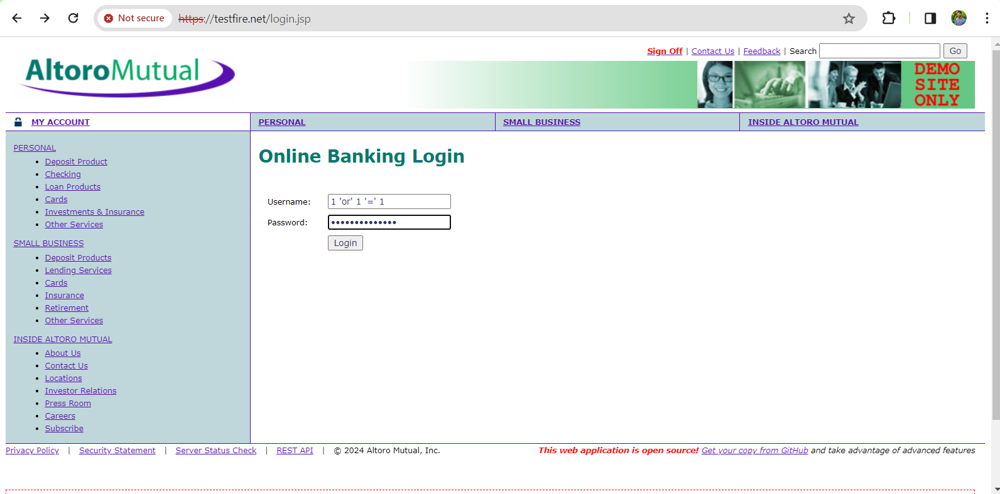 Not secure https://testfire.net/login.jsp
Sign Off | Contact Us | Feedback | Search Go
AltoroMutual
DEMO
SITE
ONLY
MY ACCOUNT PERSONAL SMALL BUSINESS INSIDE ALTORO MUTUAL
PERSONAL
• Deposit Product
• Checking
• Loan Products
• Cards
• Investments & Insurance
• Other Services
SMALL BUSINESS
• Deposit Products
• Lending Services
• Cards
• Insurance
• Retirement
• Other Services
INSIDE ALTORO MUTUAL
• About Us
• Contact Us
• Locations
• Investor Relations
• Press Room
• Careers
• Subscribe
Online Banking Login
Username: 1 'or' 1 '=' 1
Password: ••••••••••••••
Login
Privacy Policy | Security Statement | Server Status Check | REST API | © 2024 Altoro Mutual, Inc. This web application is open source! Get your copy from GitHub and take advantage of advanced features